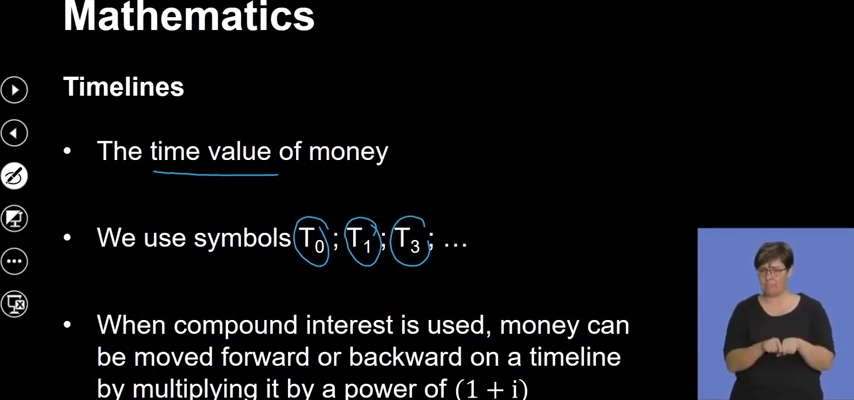 Mathematics
Timelines
• The time value of money
• We use symbols T₀ ; T₁ ; T₃ ; …
• When compound interest is used, money can
be moved forward or backward on a timeline
by multiplying it by a power of (1 + i)